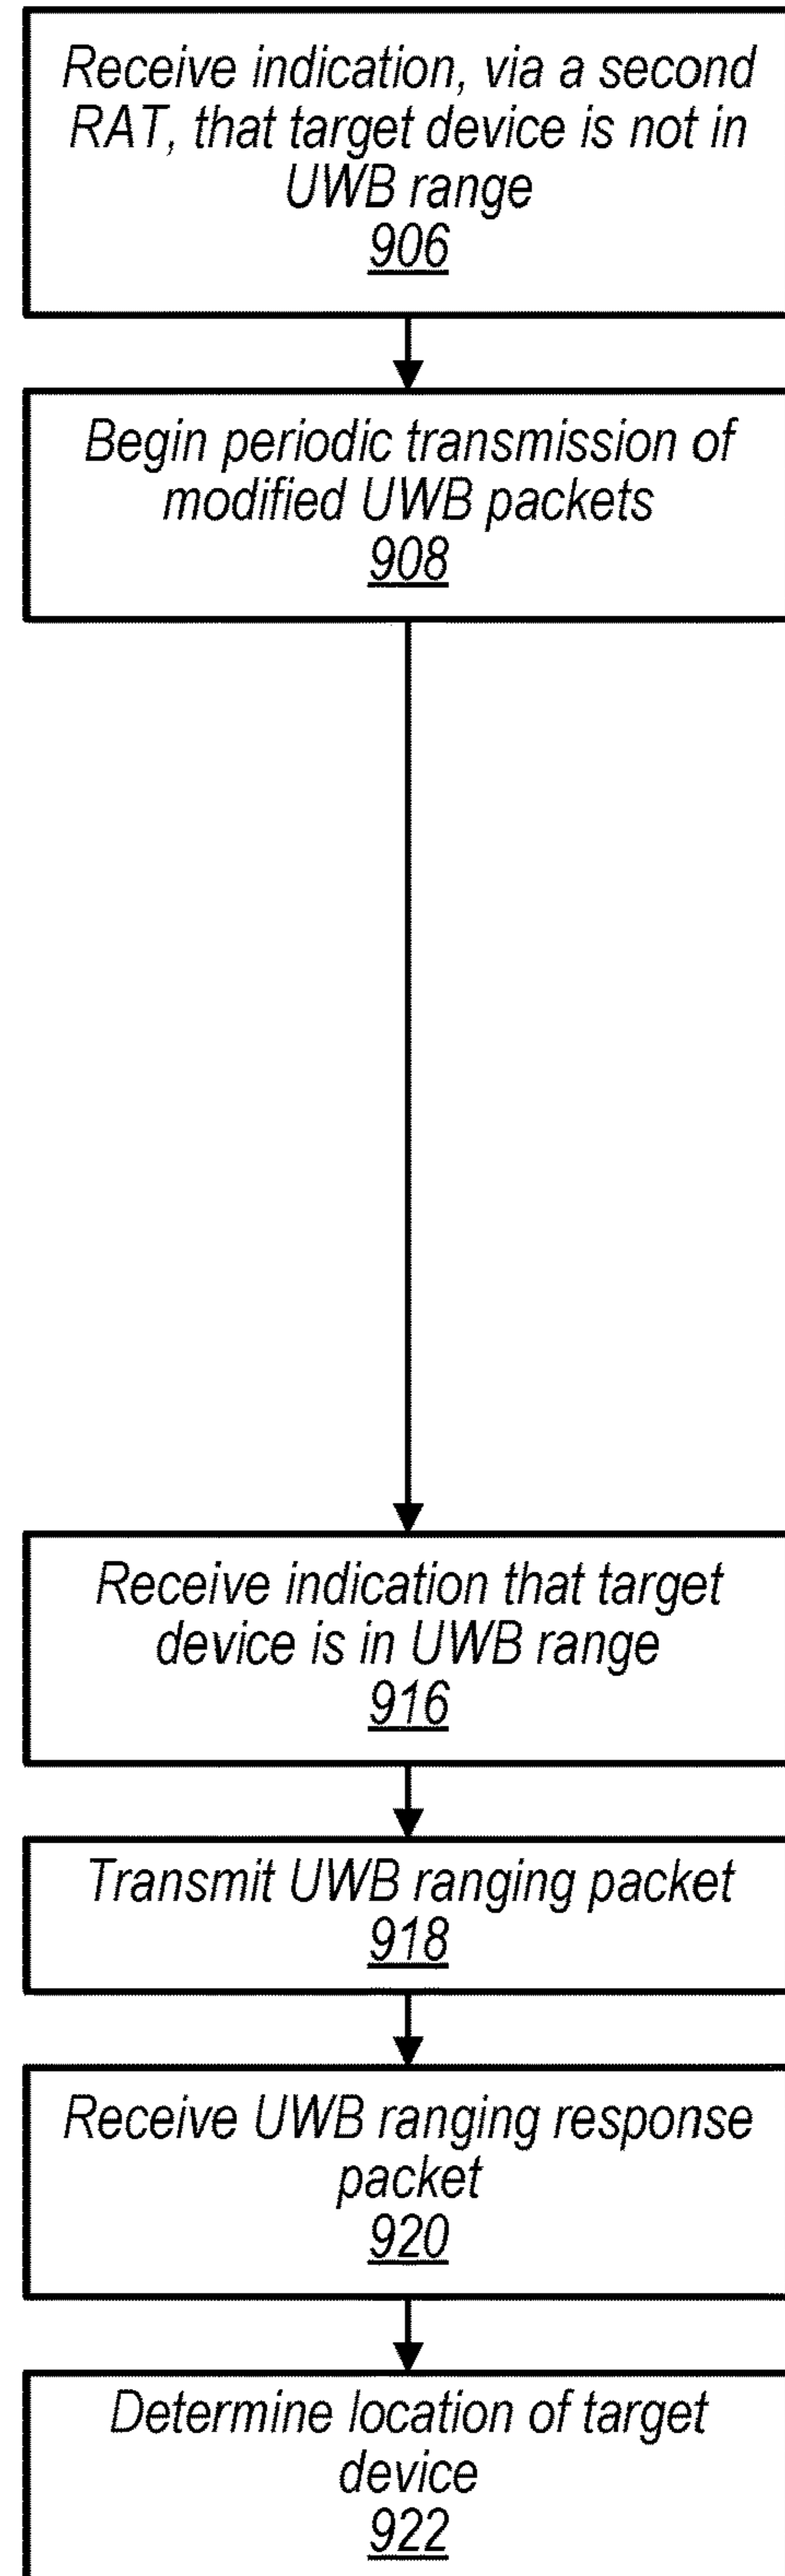 Receive indication, via a second
RAT, that target device is not in
UWB range
906
Begin periodic transmission of
modified UWB packets
908
Receive indication that target
device is in UWB range
916
Transmit UWB ranging packet
918
Receive UWB ranging response
packet
920
Determine location of target
device
922